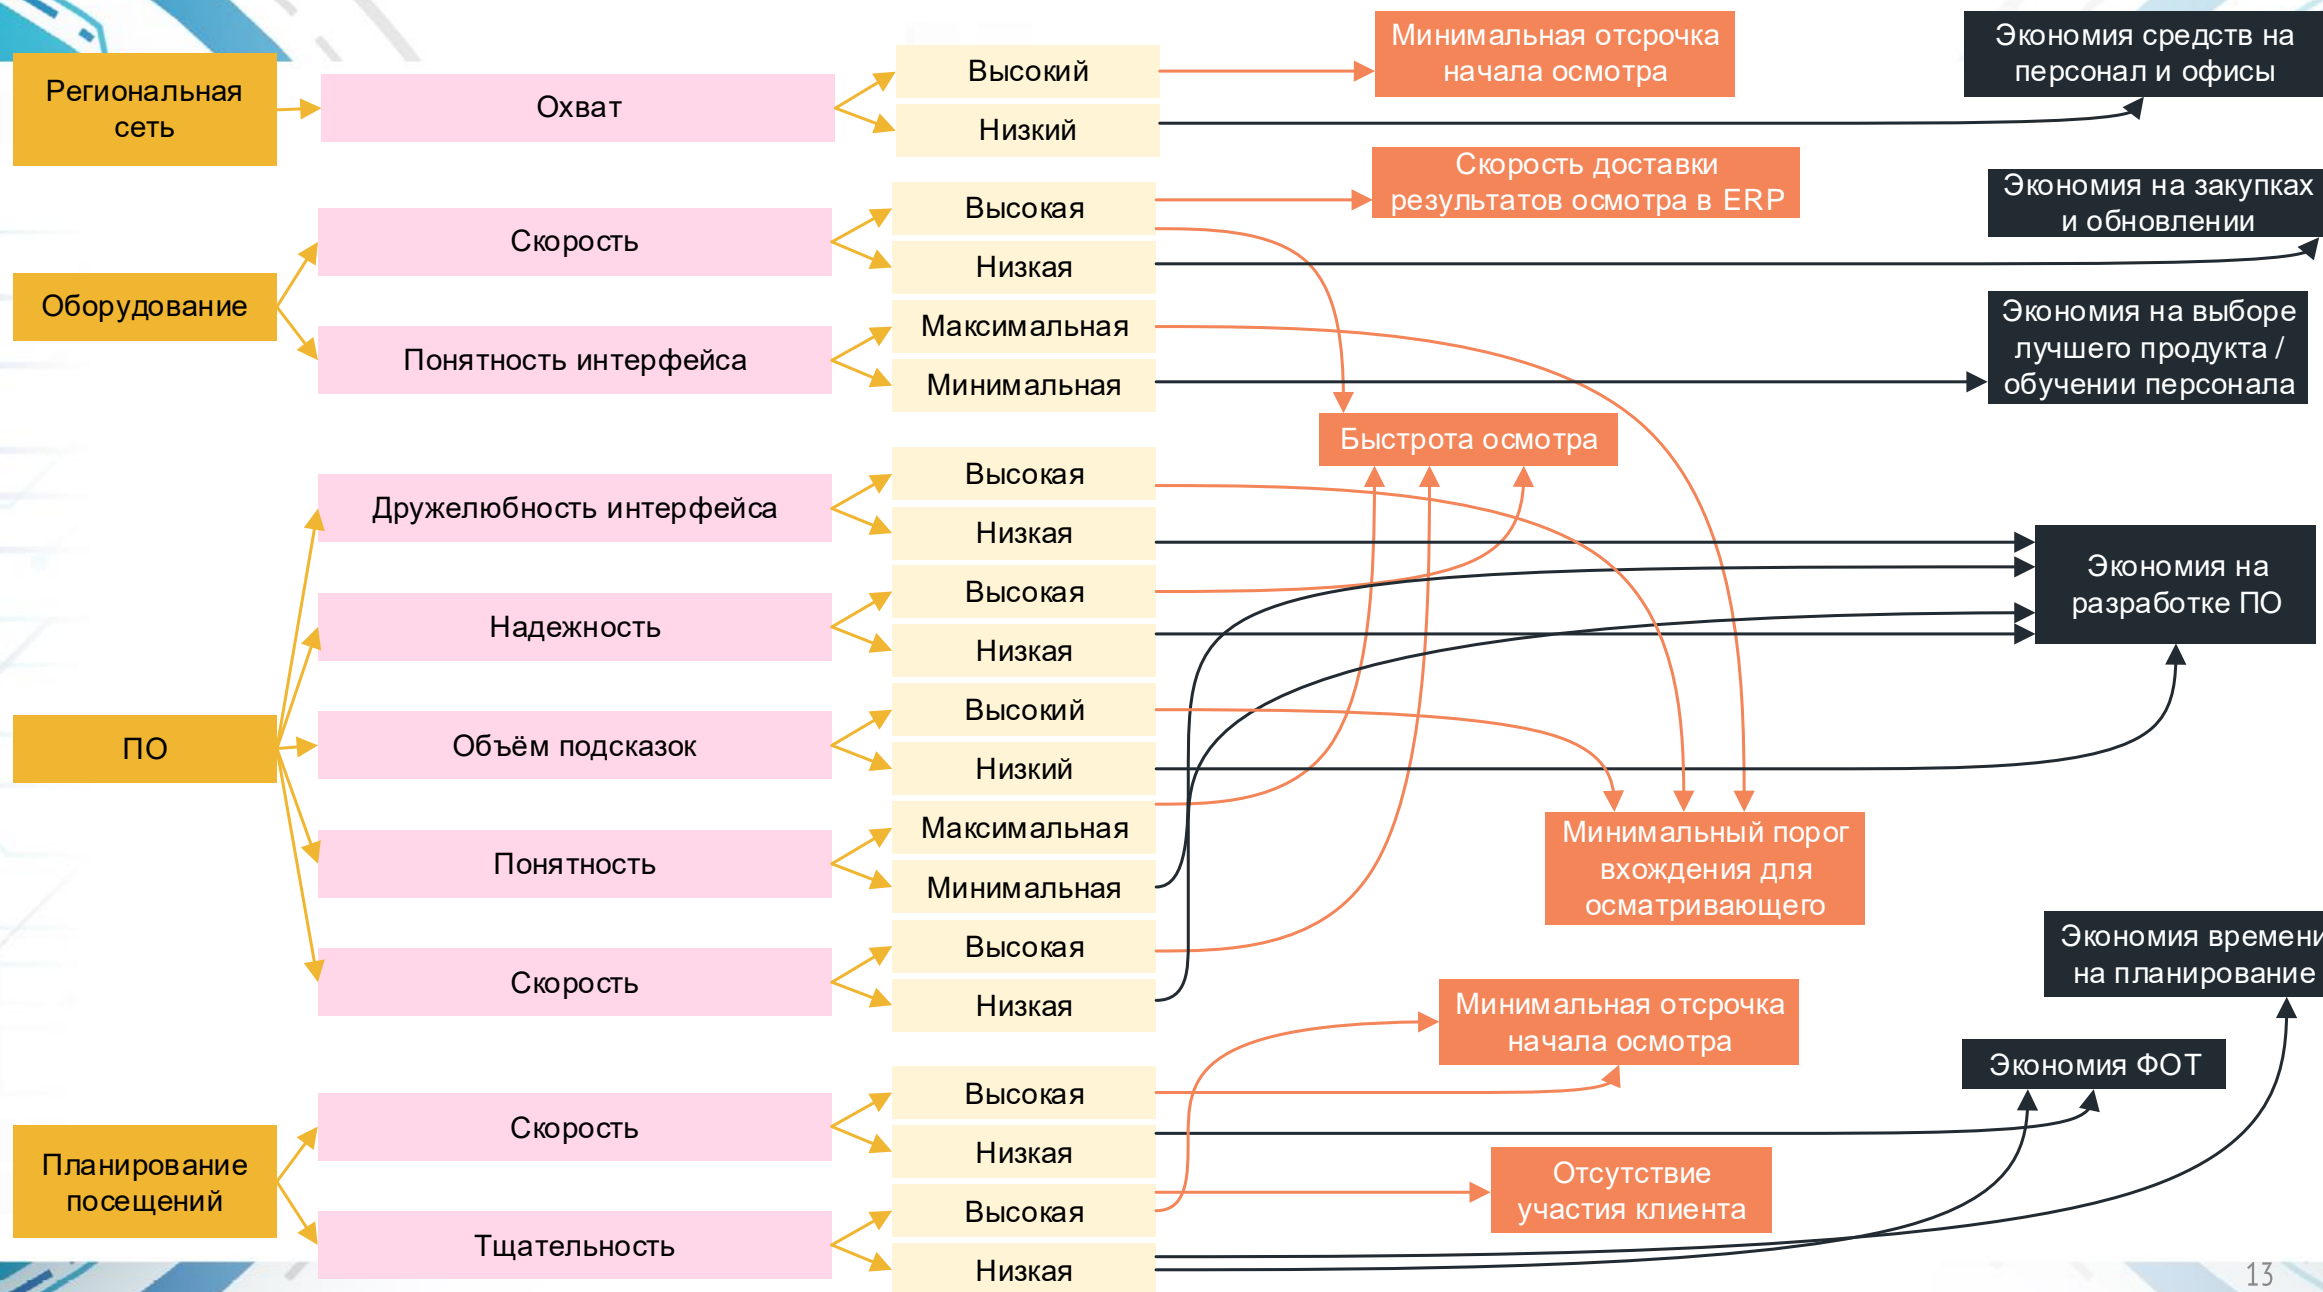 Региональная
сеть
Охват
Высокий
Низкий
Минимальная отсрочка
начала осмотра
Экономия средств на
персонал и офисы
Оборудование
Скорость
Высокая
Низкая
Скорость доставки
результатов осмотра в ERP
Экономия на закупках
и обновлении
Понятность интерфейса
Максимальная
Минимальная
Экономия на выборе
лучшего продукта /
обучении персонала
Быстрота осмотра
ПО
Дружелюбность интерфейса
Высокая
Низкая
Надежность
Высокая
Низкая
Экономия на
разработке ПО
Объём подсказок
Высокий
Низкий
Понятность
Максимальная
Минимальная
Минимальный порог
вхождения для
осматривающего
Скорость
Высокая
Низкая
Экономия времени
на планирование
Планирование
посещений
Скорость
Высокая
Низкая
Минимальная отсрочка
начала осмотра
Экономия ФОТ
Тщательность
Высокая
Низкая
Отсутствие
участия клиента
13